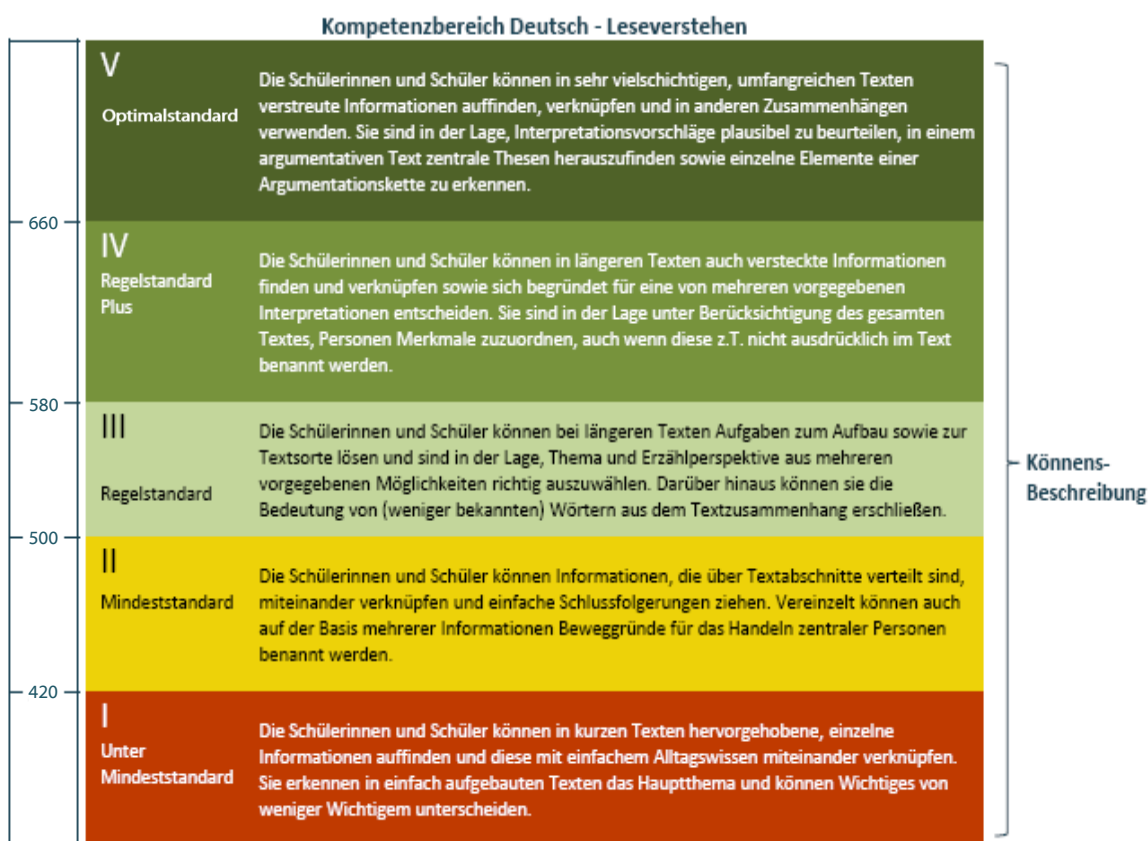 Kompetenzbereich Deutsch - Leseverstehen
V
Optimalstandard
Die Schülerinnen und Schüler können in sehr vielschichtigen, umfangreichen Texten
verstreute Informationen auffinden, verknüpfen und in anderen Zusammenhängen
verwenden. Sie sind in der Lage, Interpretationsvorschläge plausibel zu beurteilen, in einem
argumentativen Text zentrale Thesen herauszufinden sowie einzelne Elemente einer
Argumentationskette zu erkennen.
660
IV
Regelstandard
Plus
Die Schülerinnen und Schüler können in längeren Texten auch versteckte Informationen
finden und verknüpfen sowie sich begründet für eine von mehreren vorgegebenen
Interpretationen entscheiden. Sie sind in der Lage unter Berücksichtigung des gesamten
Textes, Personen Merkmale zuzuordnen, auch wenn diese z.T. nicht ausdrücklich im Text
benannt werden.
580
III
Regelstandard
Die Schülerinnen und Schüler können bei längeren Texten Aufgaben zum Aufbau sowie zur
Textsorte lösen und sind in der Lage, Thema und Erzählperspektive aus mehreren
vorgegebenen Möglichkeiten richtig auszuwählen. Darüber hinaus können sie die
Bedeutung von (weniger bekannten) Wörtern aus dem Textzusammenhang erschließen.
Könnens-
Beschreibung
500
II
Mindeststandard
Die Schülerinnen und Schüler können Informationen, die über Textabschnitte verteilt sind,
miteinander verknüpfen und einfache Schlussfolgerungen ziehen. Vereinzelt können auch
auf der Basis mehrerer Informationen Beweggründe für das Handeln zentraler Personen
benannt werden.
420
I
Unter
Mindeststandard
Die Schülerinnen und Schüler können in kurzen Texten hervorgehobene, einzelne
Informationen auffinden und diese mit einfachem Alltagswissen miteinander verknüpfen.
Sie erkennen in einfach aufgebauten Texten das Hauptthema und können Wichtiges von
weniger Wichtigem unterscheiden.